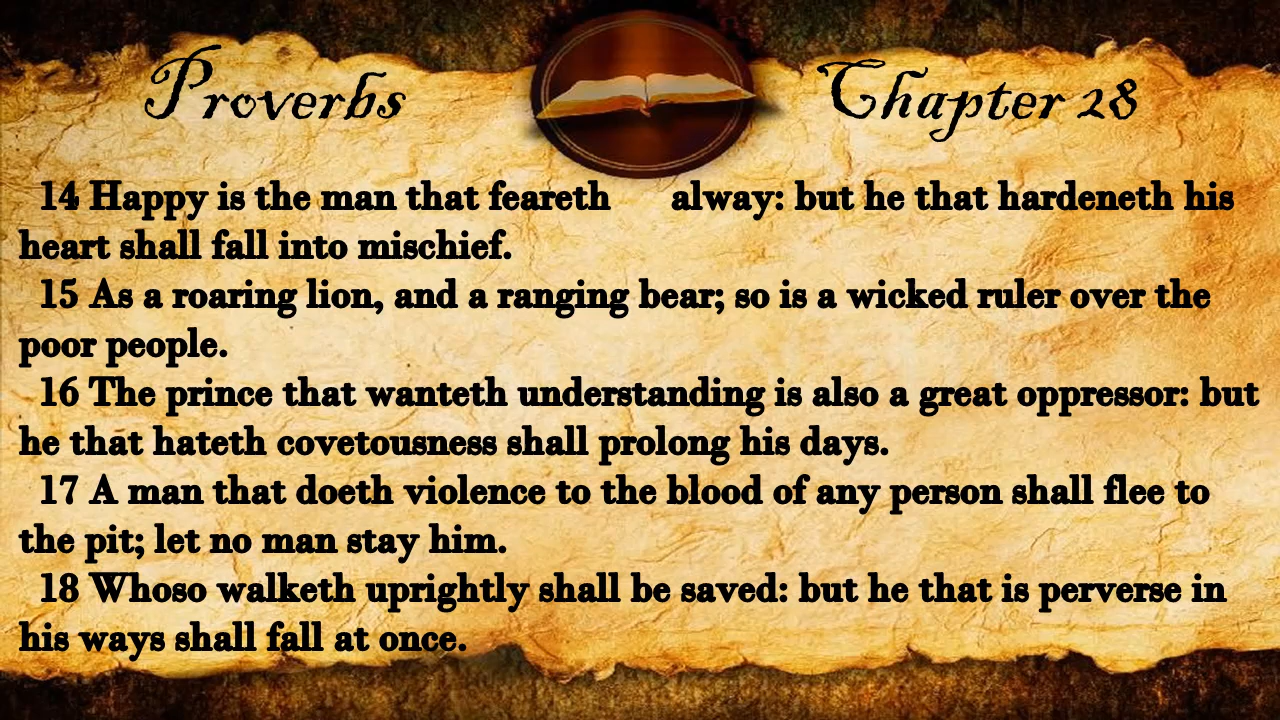 Proverbs Chapter 28
14 Happy is the man that feareth alway: but he that hardeneth his
heart shall fall into mischief.
15 As a roaring lion, and a ranging bear; so is a wicked ruler over the
poor people.
16 The prince that wanteth understanding is also a great oppressor: but
he that hateth covetousness shall prolong his days.
17 A man that doeth violence to the blood of any person shall flee to
the pit; let no man stay him.
18 Whoso walketh uprightly shall be saved: but he that is perverse in
his ways shall fall at once.